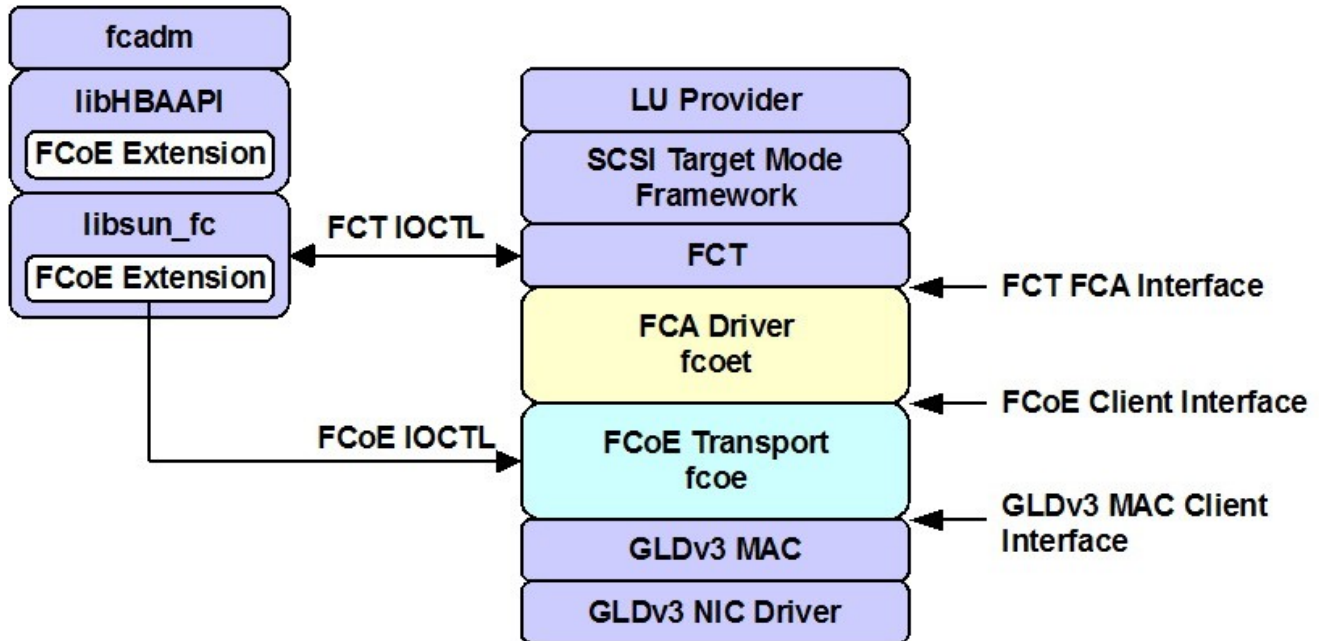 fcadm
libHBAAPI
FCoE Extension
libsun_fc
FCoE Extension
FCT IOCTL
FCoE IOCTL
LU Provider
SCSI Target Mode
Framework
FCT
FCA Driver
fcoet
FCoE Transport
fcoe
GLDv3 MAC
GLDv3 NIC Driver
FCT FCA Interface
FCoE Client Interface
GLDv3 MAC Client
Interface